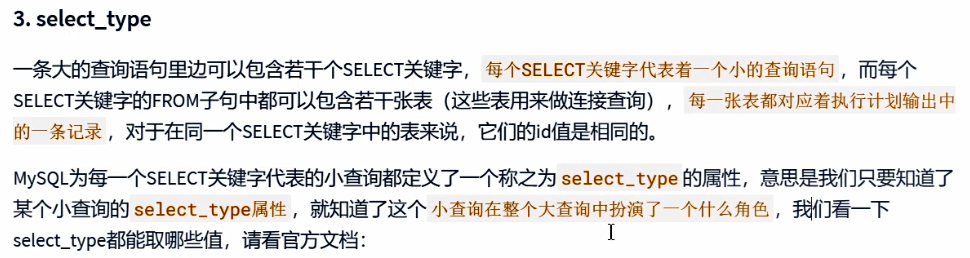 3. select_type
一条大的查询语句里边可以包含若干个SELECT关键字，每个SELECT关键字代表着一个小的查询语句，而每个
SELECT关键字的FROM子句中都可以包含若干张表（这些表用来做连接查询），每一张表都对应着执行计划输出中
的一条记录，对于在同一个SELECT关键字中的表来说，它们的id值是相同的。
MySQL为每一个SELECT关键字代表的小查询都定义了一个称之为select_type的属性，意思是我们只要知道了
某个小查询的select_type属性，就知道了这个小查询在整个大查询中扮演了一个什么角色，我们看一下
select_type都能取哪些值，请看官方文档：